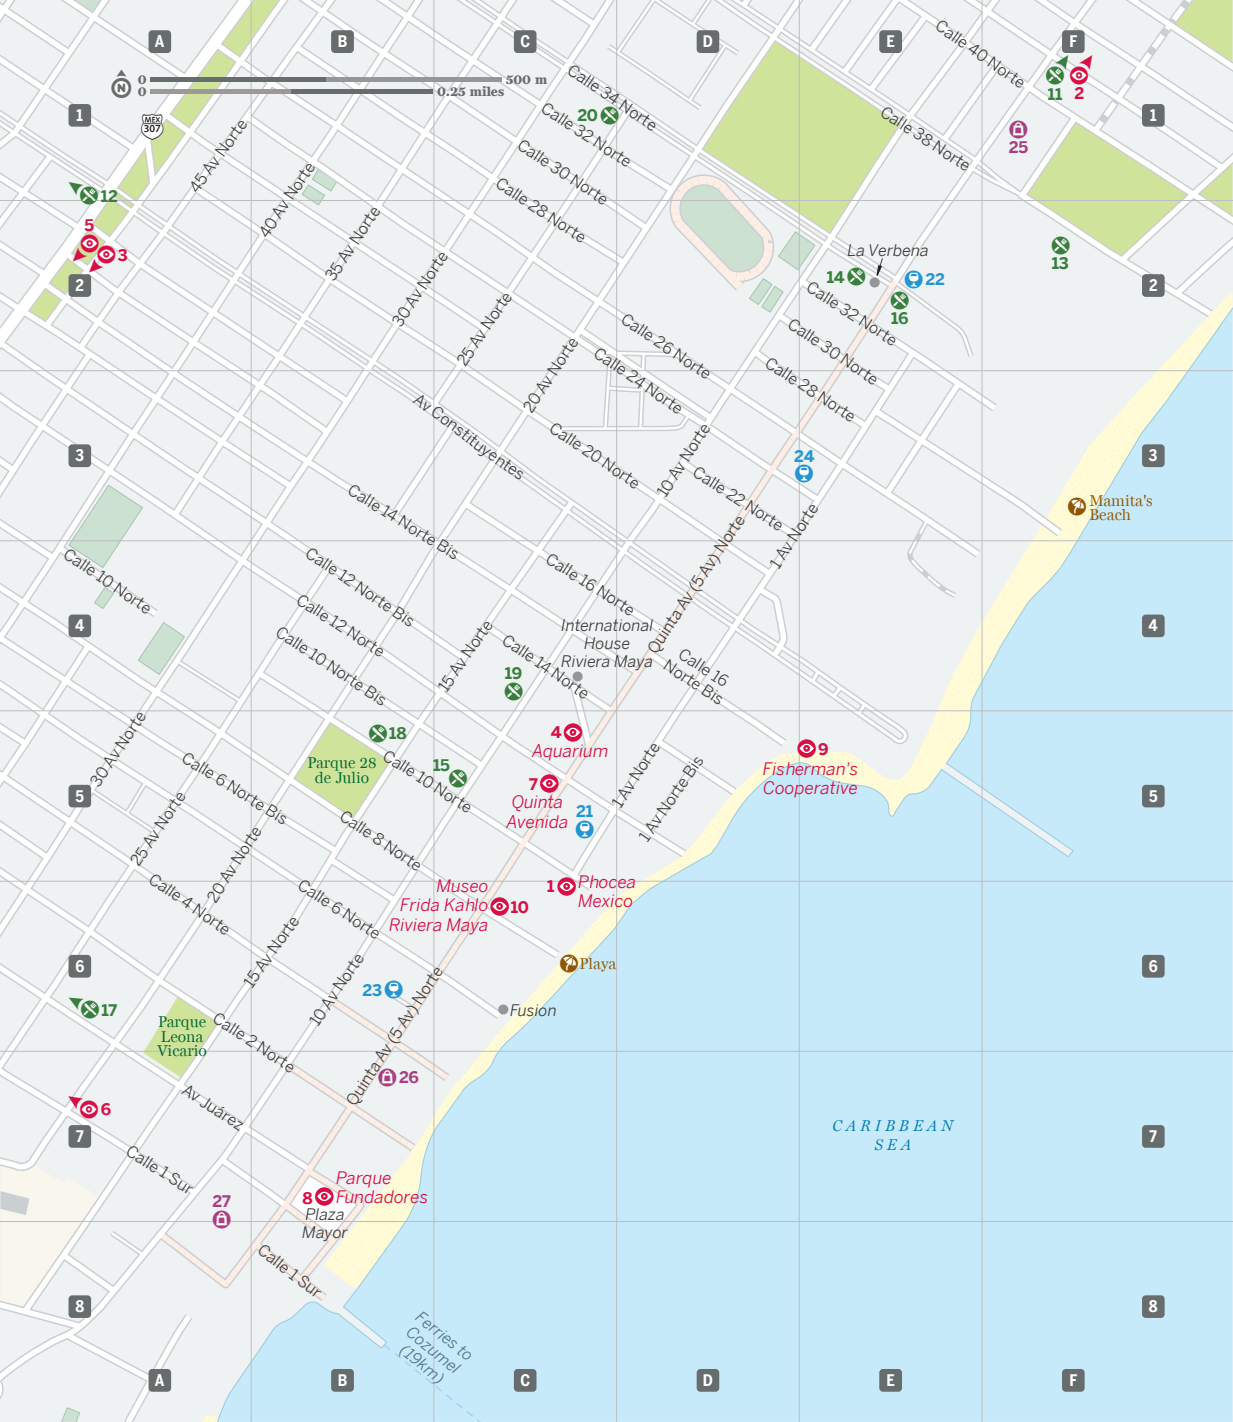 A
B
C
D
E
F
0
500 m
0
0.25 miles
N
1
1
MEX
307
Calle 40 Norte
11
2
20
Calle 34 Norte
Calle 32 Norte
Calle 38 Norte
25
45 Av Norte
Calle 30 Norte
40 Av Norte
Calle 28 Norte
12
5
3
35 Av Norte
La Verbena
13
14
22
16
2
2
30 Av Norte
25 Av Norte
Calle 32 Norte
Calle 26 Norte
Calle 30 Norte
20 Av Norte
Calle 24 Norte
Calle 28 Norte
Av Constituyentes
Calle 20 Norte
10 Av Norte
24
3
3
Calle 22 Norte
Calle 14 Norte Bis
Mamita's
Beach
1 Av Norte
Quinta Av (5 Av) Norte
Calle 10 Norte
Calle 12 Norte Bis
Calle 16 Norte
Calle 12 Norte
4
4
International
House
Riviera Maya
Calle 10 Norte Bis
15 Av Norte
Calle 14 Norte
Calle 16
Norte Bis
19
30 Av Norte
18
4
Aquarium
9
Fisherman's
Cooperative
Parque 28
de Julio
15
Calle 10 Norte
Calle 6 Norte Bis
7
Quinta
Avenida
1 Av Norte
1 Av Norte Bis
5
5
21
25 Av Norte
20 Av Norte
Calle 8 Norte
Calle 4 Norte
Calle 6 Norte
Museo
Frida Kahlo
Riviera Maya
10
1
Phocea
Mexico
15 Av Norte
6
6
Playa
10 Av Norte
23
Quinta Av (5 Av) Norte
17
Fusion
Parque
Leona
Vicario
Calle 2 Norte
26
6
Av Juárez
7
7
CARIBBEAN
SEA
Calle 1 Sur
27
8
Parque
Fundadores
Plaza
Mayor
Calle 1 Sur
8
8
Ferries to
Cozumel
(19km)
A
B
C
D
E
F